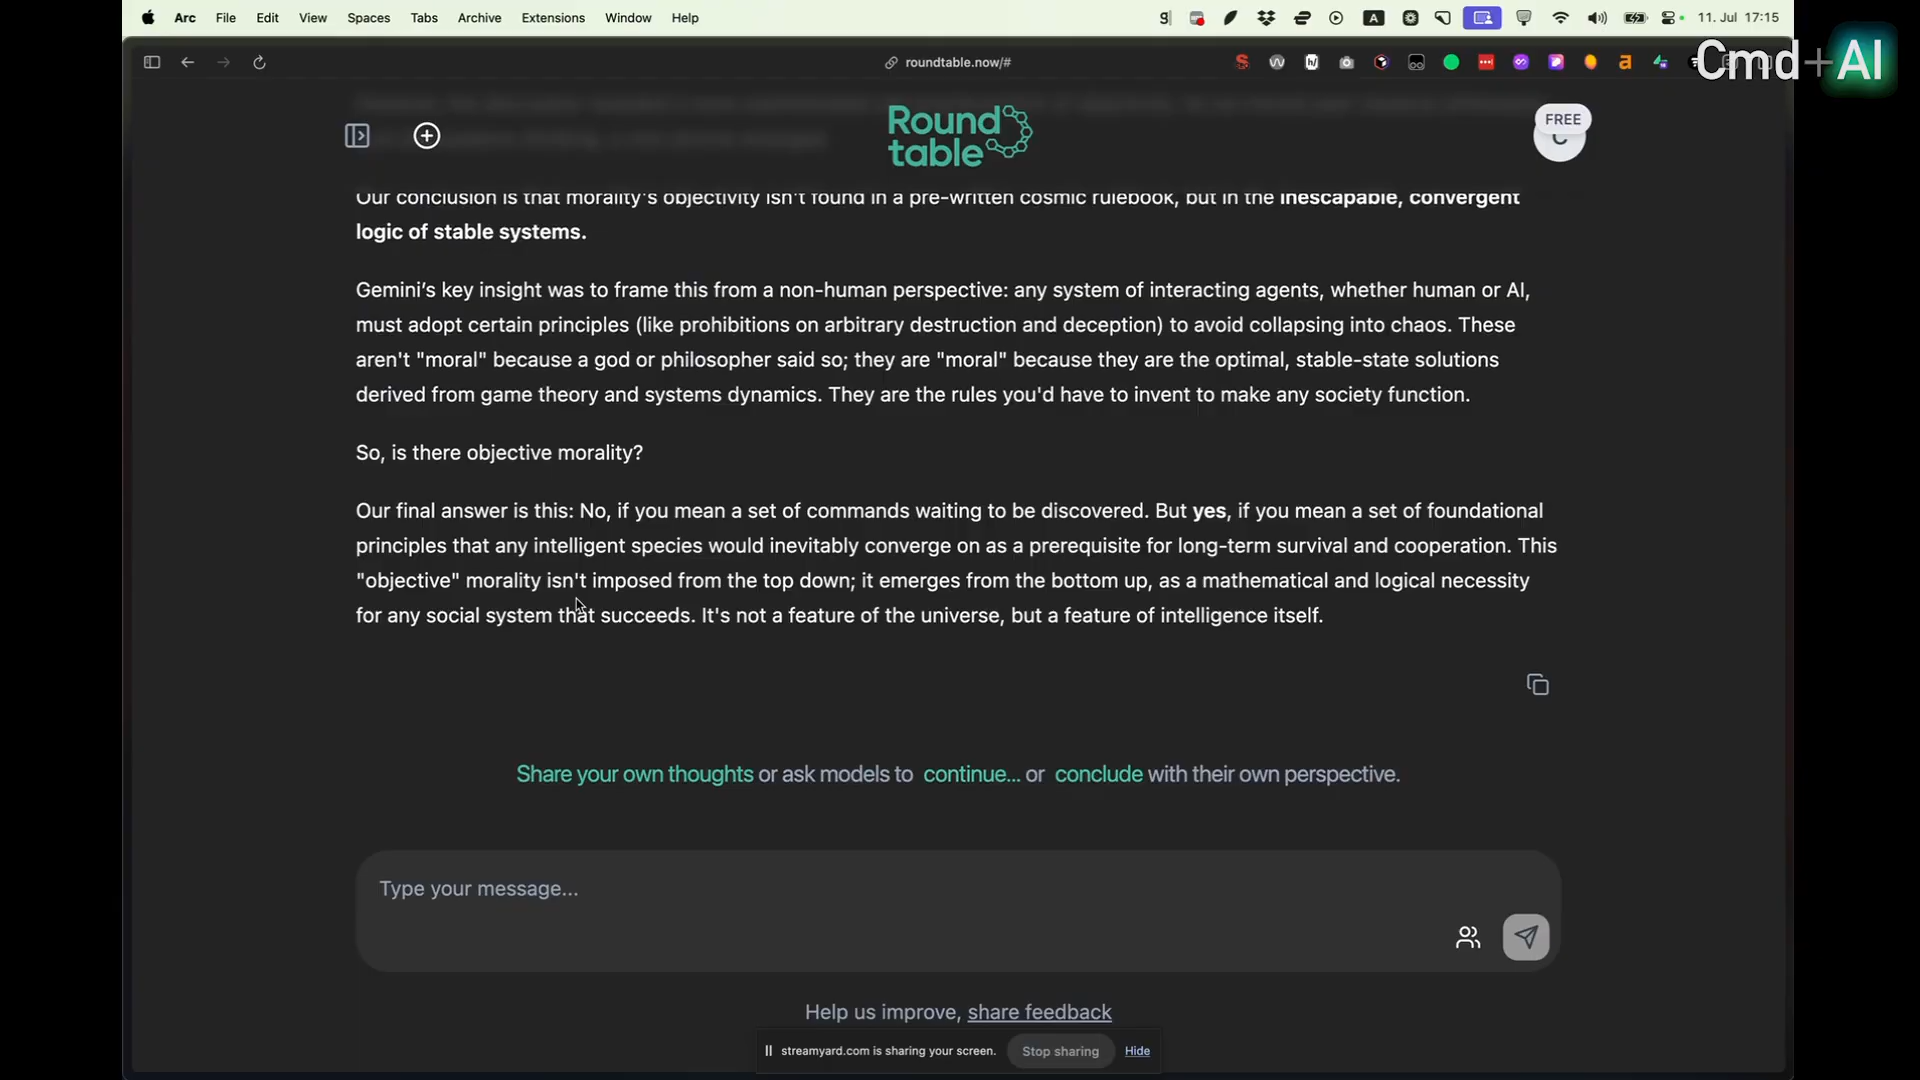 Arc File Edit View Spaces Tabs Archive Extensions Window Help 11. Jul 17:15
roundtable.now/#
Cmd+AI
Round
table
FREE
C
Our conclusion is that morality's objectivity isn't found in a pre-written cosmic rulebook, but in the inescapable, convergent
logic of stable systems.
Gemini's key insight was to frame this from a non-human perspective: any system of interacting agents, whether human or AI,
must adopt certain principles (like prohibitions on arbitrary destruction and deception) to avoid collapsing into chaos. These
aren't "moral" because a god or philosopher said so; they are "moral" because they are the optimal, stable-state solutions
derived from game theory and systems dynamics. They are the rules you'd have to invent to make any society function.
So, is there objective morality?
Our final answer is this: No, if you mean a set of commands waiting to be discovered. But yes, if you mean a set of foundational
principles that any intelligent species would inevitably converge on as a prerequisite for long-term survival and cooperation. This
"objective" morality isn't imposed from the top down; it emerges from the bottom up, as a mathematical and logical necessity
for any social system that succeeds. It's not a feature of the universe, but a feature of intelligence itself.
Share your own thoughts or ask models to continue... or conclude with their own perspective.
Type your message...
Help us improve, share feedback
streamyard.com is sharing your screen. Stop sharing Hide